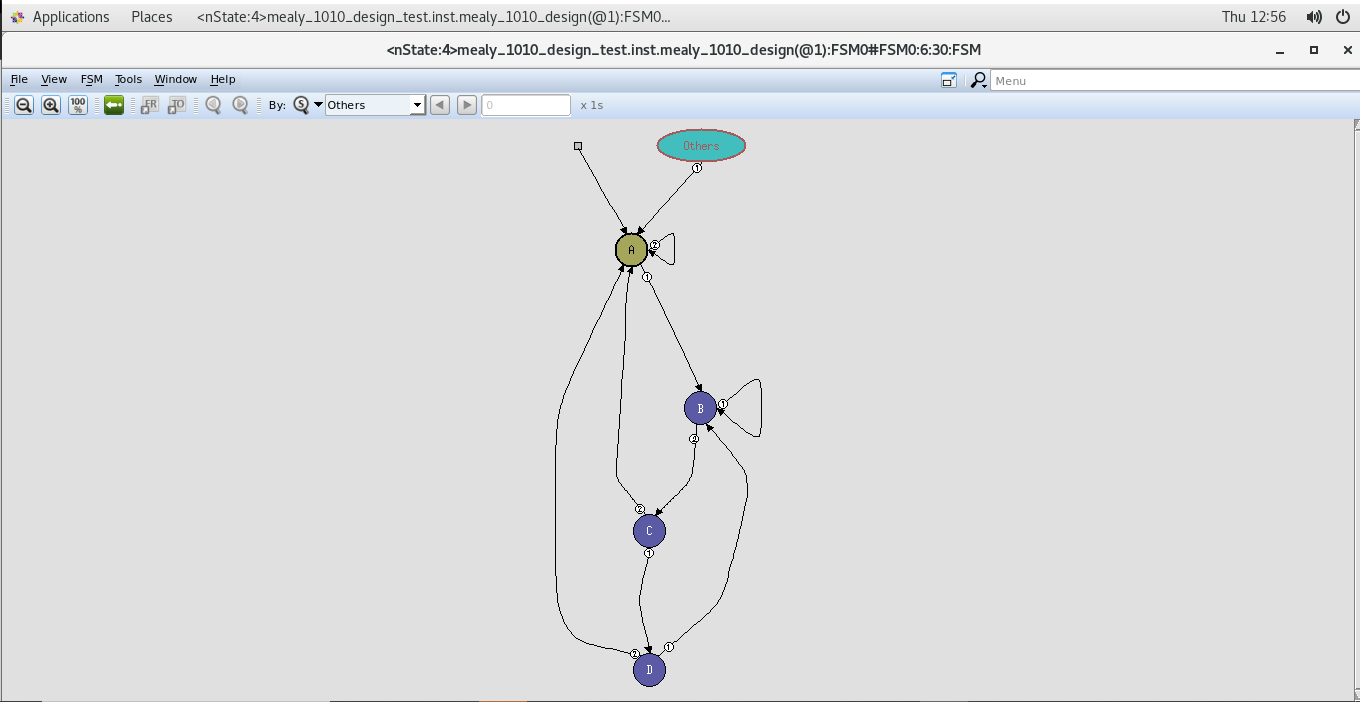 Applications Places <nState:4>mealy_1010_design_test.inst.mealy_1010_design(@1):FSM0... Thu 12:56
<nState:4>mealy_1010_design_test.inst.mealy_1010_design(@1):FSM0#FSM0:6:30:FSM
File View FSM Tools Window Help Menu
100 % FR TO By: S Others 0 x 1s
Others
1
A 2
1
B 1
2
2
C
1
2 1
D